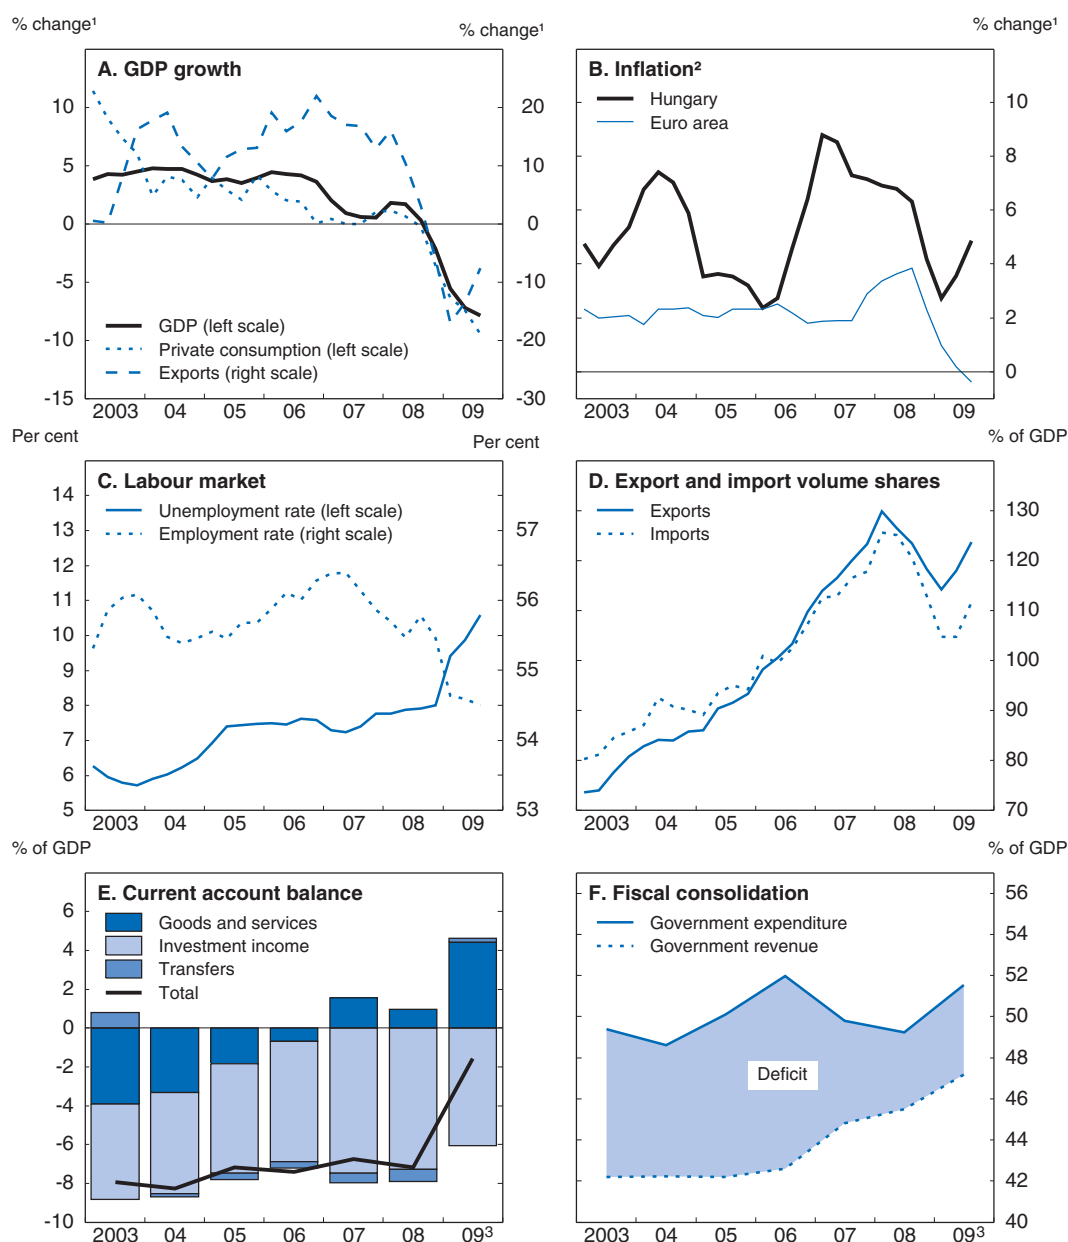 % change¹
% change¹
A. GDP growth
10
5
0
-5
-10
-15
20
10
0
-10
-20
-30
GDP (left scale)
Private consumption (left scale)
Exports (right scale)
2003 04 05 06 07 08 09
% change¹
B. Inflation²
Hungary
Euro area
10
8
6
4
2
0
2003 04 05 06 07 08 09
Per cent
Per cent
C. Labour market
Unemployment rate (left scale)
Employment rate (right scale)
14
13
12
11
10
9
8
7
6
5
57
56
55
54
53
2003 04 05 06 07 08 09
% of GDP
D. Export and import volume shares
Exports
Imports
130
120
110
100
90
80
70
2003 04 05 06 07 08 09
% of GDP
E. Current account balance
Goods and services
Investment income
Transfers
Total
6
4
2
0
-2
-4
-6
-8
-10
2003 04 05 06 07 08 09³
% of GDP
F. Fiscal consolidation
Government expenditure
Government revenue
Deficit
56
54
52
50
48
46
44
42
40
2003 04 05 06 07 08 09³